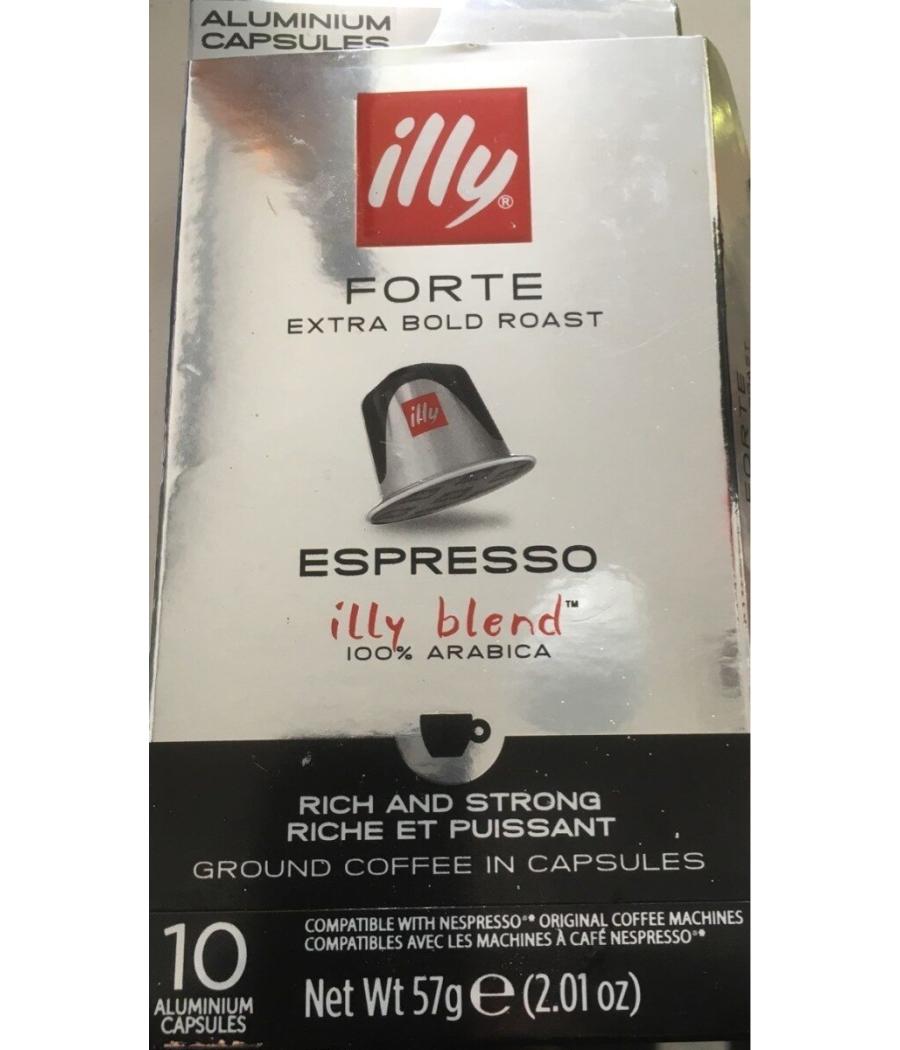 ALUMINIUM
CAPSULES
illy®
FORTE
EXTRA BOLD ROAST
illy
ESPRESSO
illy blend™
100% ARABICA
RICH AND STRONG
RICHE ET PUISSANT
GROUND COFFEE IN CAPSULES
10
ALUMINIUM
CAPSULES
COMPATIBLE WITH NESPRESSO®* ORIGINAL COFFEE MACHINES
COMPATIBLES AVEC LES MACHINES À CAFÉ NESPRESSO®*
Net Wt 57g ℮ (2.01 oz)
FORTE